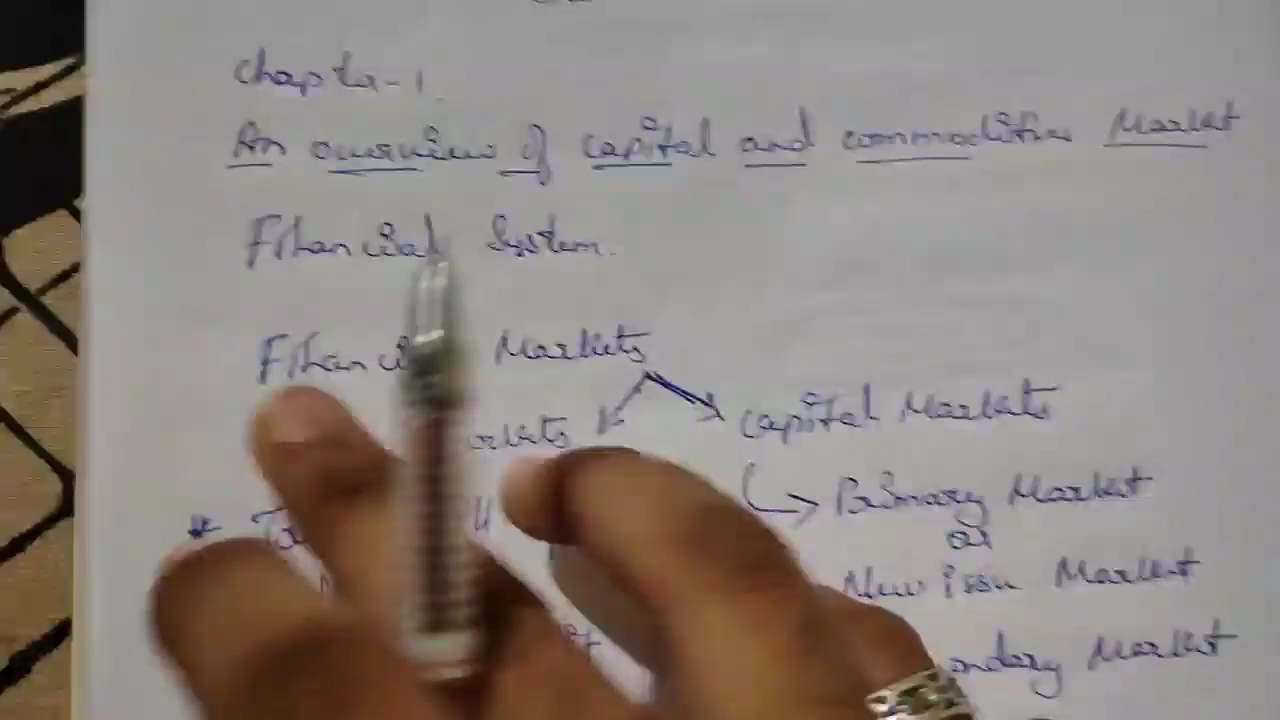 Chapter-1
An overview of capital and commodities Market
Financial System.
Markets
Capital Markets
Primary Market
or
New issue Market
Market